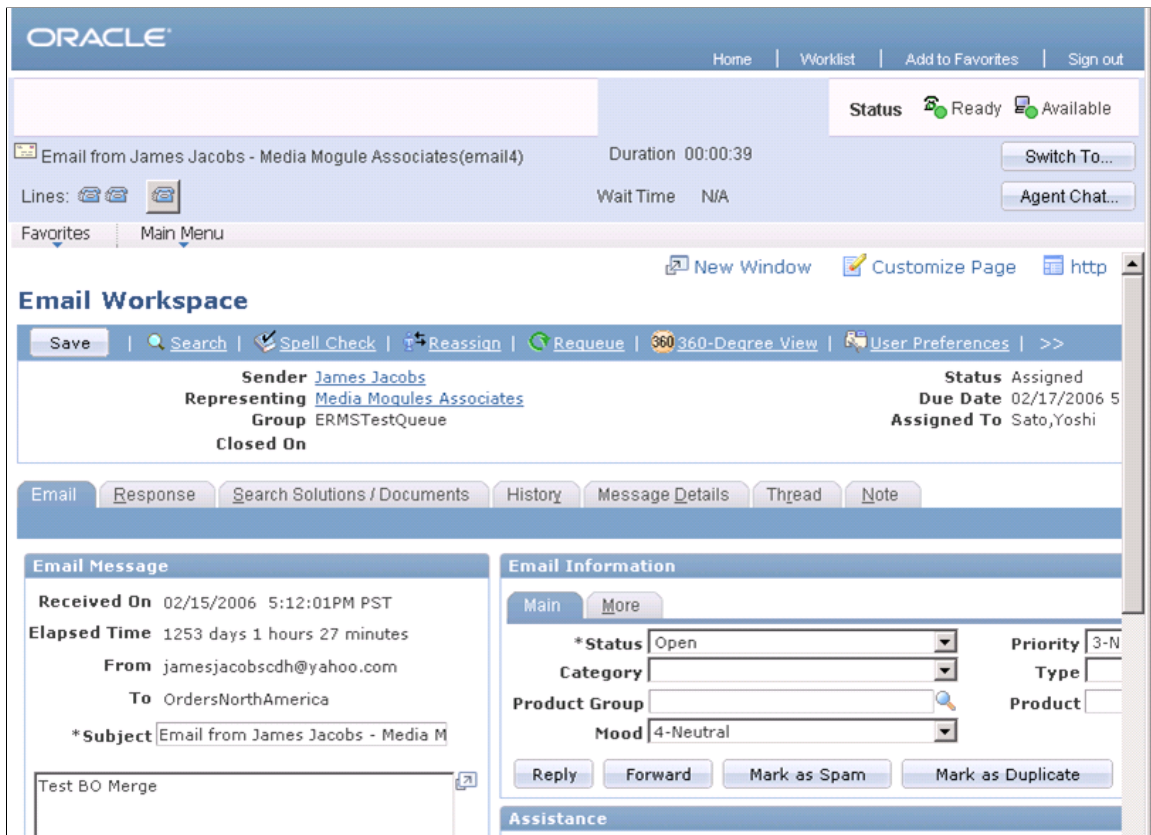 ORACLE
Home | Worklist | Add to Favorites | Sign out
Status Ready Available
Email from James Jacobs - Media Mogule Associates(email4) Duration 00:00:39 Switch To...
Lines: Wait Time N/A Agent Chat...
Favorites Main Menu
New Window Customize Page http
Email Workspace
Save | Search | Spell Check | Reassign | Requeue | 360 360-Degree View | User Preferences | >>
Sender James Jacobs Status Assigned
Representing Media Mogules Associates Due Date 02/17/2006 5
Group ERMSTestQueue Assigned To Sato,Yoshi
Closed On
Email Response Search Solutions / Documents History Message Details Thread Note
Email Message Email Information
Received On 02/15/2006 5:12:01PM PST Main More
Elapsed Time 1253 days 1 hours 27 minutes *Status Open Priority 3-N
From jamesjacobscdh@yahoo.com Category Type
To OrdersNorthAmerica Product Group Product
*Subject Email from James Jacobs - Media M Mood 4-Neutral
Reply Forward Mark as Spam Mark as Duplicate
Test BO Merge
Assistance